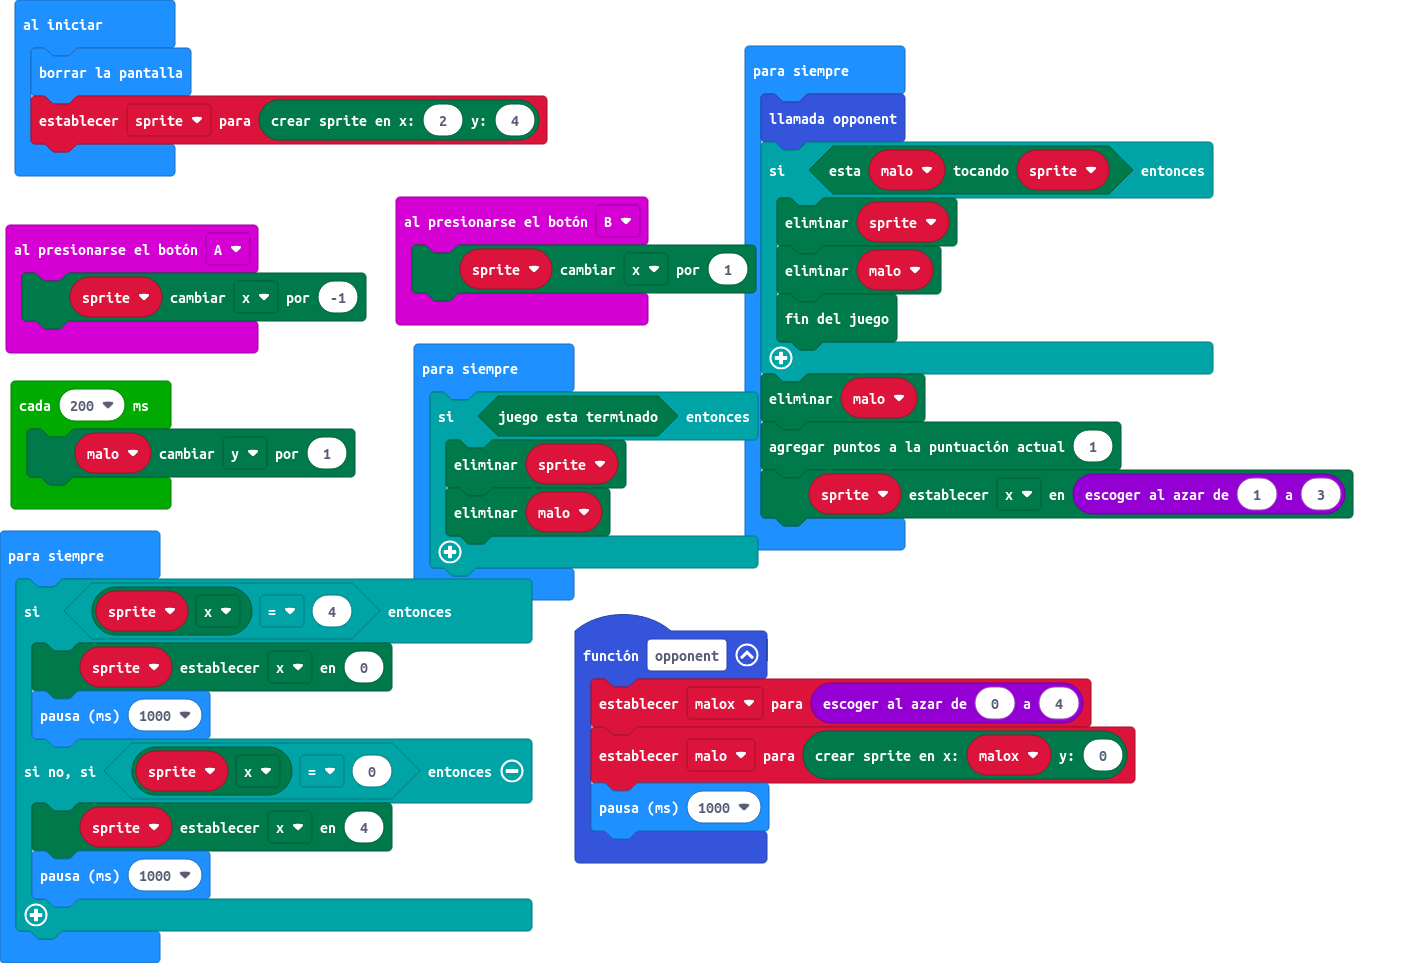 al iniciar
borrar la pantalla
establecer sprite para crear sprite en x: 2 y: 4
al presionarse el botón A
sprite cambiar x por -1
cada 200 ms
malo cambiar y por 1
para siempre
si sprite x = 4 entonces
sprite establecer x en 0
pausa (ms) 1000
si no, si sprite x = 0 entonces
sprite establecer x en 4
pausa (ms) 1000
al presionarse el botón B
sprite cambiar x por 1
para siempre
si juego esta terminado entonces
eliminar sprite
eliminar malo
para siempre
llamada opponent
si esta malo tocando sprite entonces
eliminar sprite
eliminar malo
fin del juego
eliminar malo
agregar puntos a la puntuación actual 1
sprite establecer x en escoger al azar de 1 a 3
función opponent
establecer malox para escoger al azar de 0 a 4
establecer malo para crear sprite en x: malox y: 0
pausa (ms) 1000